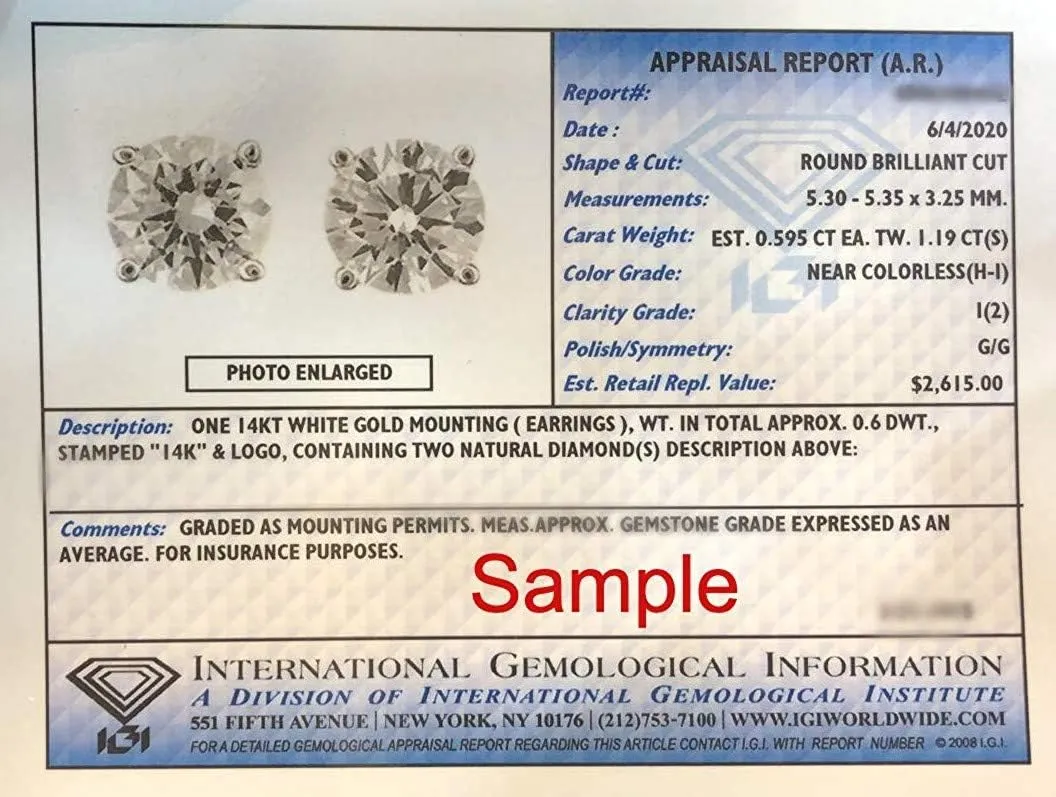 APPRAISAL REPORT (A.R.)
Report#:
Date : 6/4/2020
Shape & Cut: ROUND BRILLIANT CUT
Measurements: 5.30 - 5.35 x 3.25 MM.
Carat Weight: EST. 0.595 CT EA. TW. 1.19 CT(S)
Color Grade: NEAR COLORLESS(H-I)
Clarity Grade: I(2)
Polish/Symmetry: G/G
Est. Retail Repl. Value: $2,615.00
IGI
PHOTO ENLARGED
Description: ONE 14KT WHITE GOLD MOUNTING ( EARRINGS ), WT. IN TOTAL APPROX. 0.6 DWT.,
STAMPED "14K" & LOGO, CONTAINING TWO NATURAL DIAMOND(S) DESCRIPTION ABOVE:
Comments: GRADED AS MOUNTING PERMITS. MEAS.APPROX. GEMSTONE GRADE EXPRESSED AS AN
AVERAGE. FOR INSURANCE PURPOSES.
Sample
INTERNATIONAL GEMOLOGICAL INFORMATION
A DIVISION OF INTERNATIONAL GEMOLOGICAL INSTITUTE
551 FIFTH AVENUE | NEW YORK, NY 10176 | (212)753-7100 | WWW.IGIWORLDWIDE.COM
IGI
FOR A DETAILED GEMOLOGICAL APPRAISAL REPORT REGARDING THIS ARTICLE CONTACT I.G.I. WITH REPORT NUMBER © 2008 I.G.I.